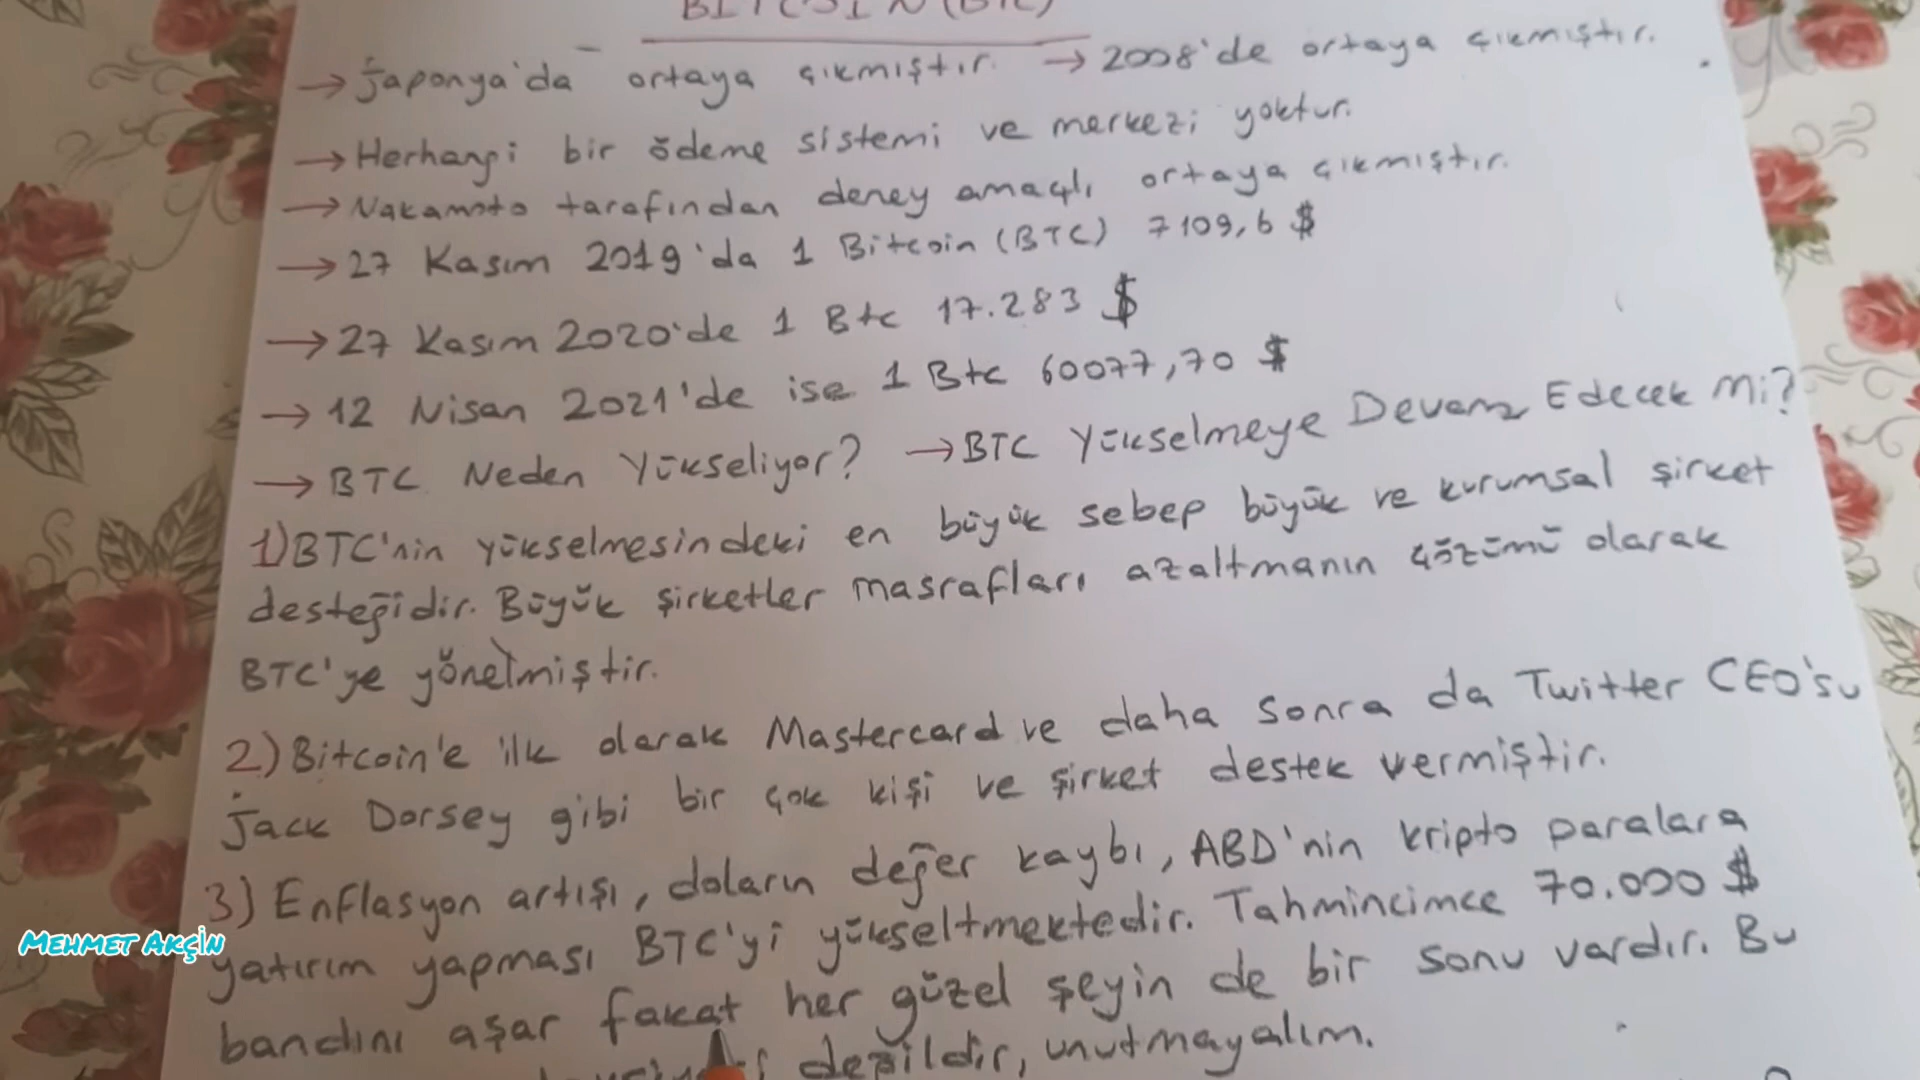 BITCOIN (BTC)
→ Japonya'da ortaya çıkmıştır. → 2008'de ortaya çıkmıştır.
→ Herhangi bir ödeme sistemi ve merkezi yoktur.
→ Nakamoto tarafından deney amaçlı ortaya çıkmıştır.
→ 27 Kasım 2019'da 1 Bitcoin (BTC) 7109,6 $
→ 27 Kasım 2020'de 1 Btc 17.283 $
→ 12 Nisan 2021'de ise 1 Btc 60077,70 $
→ BTC Neden Yükseliyor? → BTC Yükselmeye Devam Edecek Mi?
1) BTC'nin yükselmesindeki en büyük sebep büyük ve kurumsal şirket
desteğidir. Büyük şirketler masrafları azaltmanın çözümü olarak
BTC'ye yönelmiştir.
2) Bitcoin'e ilk olarak Mastercard ve daha sonra da Twitter CEO'su
Jack Dorsey gibi bir çok kişi ve şirket destek vermiştir.
3) Enflasyon artışı, doların değer kaybı, ABD'nin kripto paralara
yatırım yapması BTC'yi yükseltmektedir. Tahmincimce 70.000 $
bandını aşar fakat her güzel şeyin de bir sonu vardır. Bu
değildir, unutmayalım.
MEHMET AKÇİN